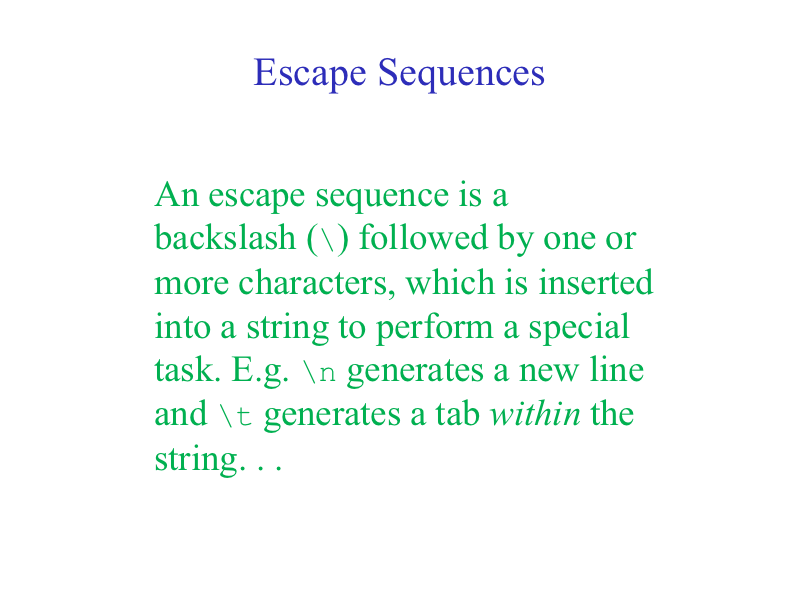 Escape Sequences
An escape sequence is a
backslash (\) followed by one or
more characters, which is inserted
into a string to perform a special
task. E.g. \n generates a new line
and \t generates a tab within the
string. . .